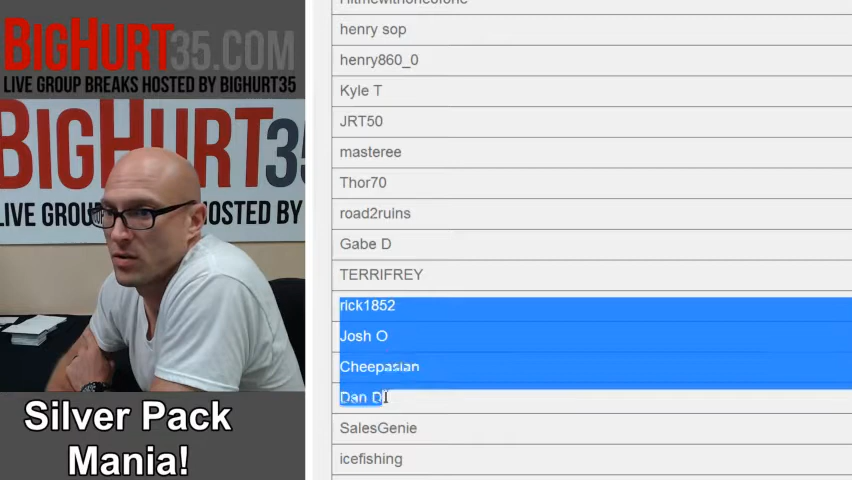 BIGHURT35.COM
LIVE GROUP BREAKS HOSTED BY BIGHURT35
BIGHURT35
LIVE GROU
HOSTED BY
Silver Pack
Mania!
henry sop
henry860_0
Kyle T
JRT50
masteree
Thor70
road2ruins
Gabe D
TERRIFREY
rick1852
Josh O
Cheepasian
Dan D
SalesGenie
icefishing